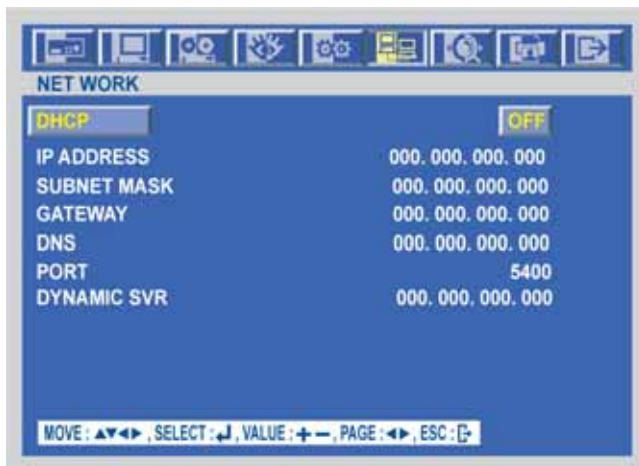 NET WORK
DHCP OFF
IP ADDRESS 000. 000. 000. 000
SUBNET MASK 000. 000. 000. 000
GATEWAY 000. 000. 000. 000
DNS 000. 000. 000. 000
PORT 5400
DYNAMIC SVR 000. 000. 000. 000
MOVE : ▲▼◄► , SELECT : ↲ , VALUE : + − , PAGE : ◄► , ESC :